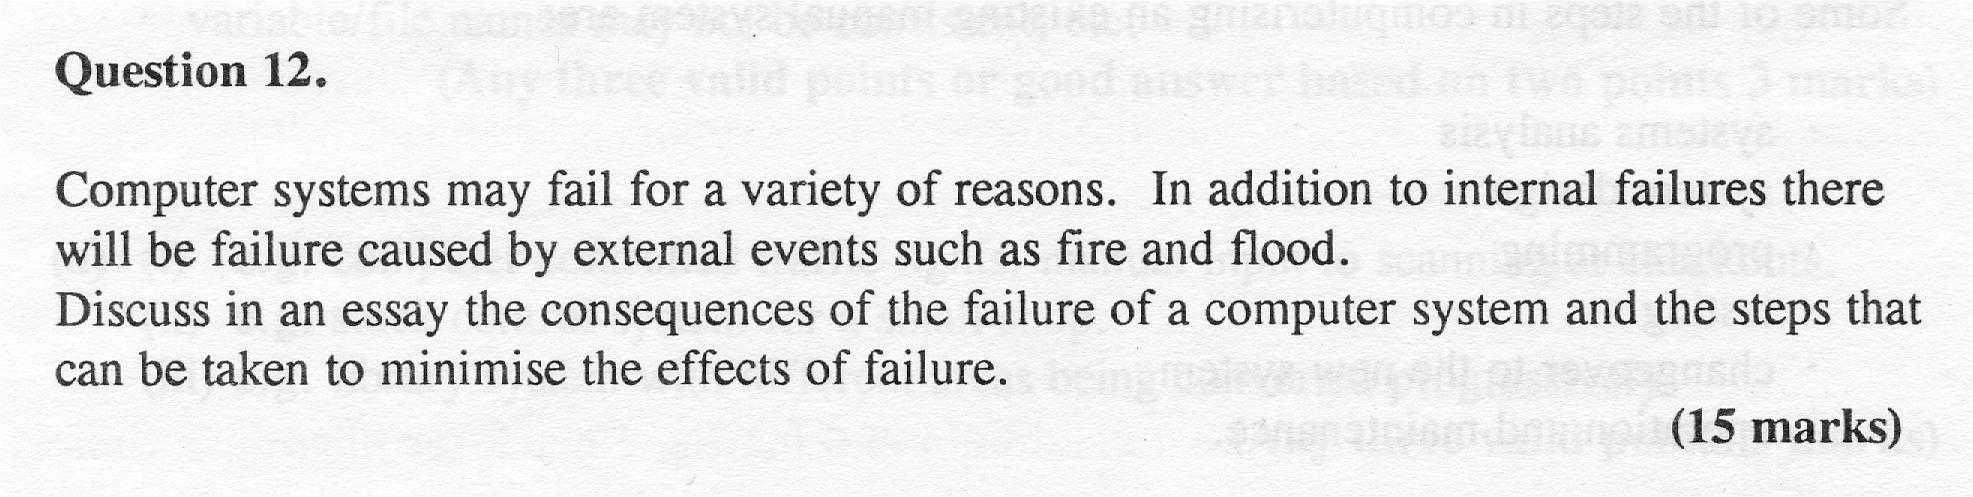 Question 12.
Computer systems may fail for a variety of reasons. In addition to internal failures there
will be failure caused by external events such as fire and flood.
Discuss in an essay the consequences of the failure of a computer system and the steps that
can be taken to minimise the effects of failure.
(15 marks)